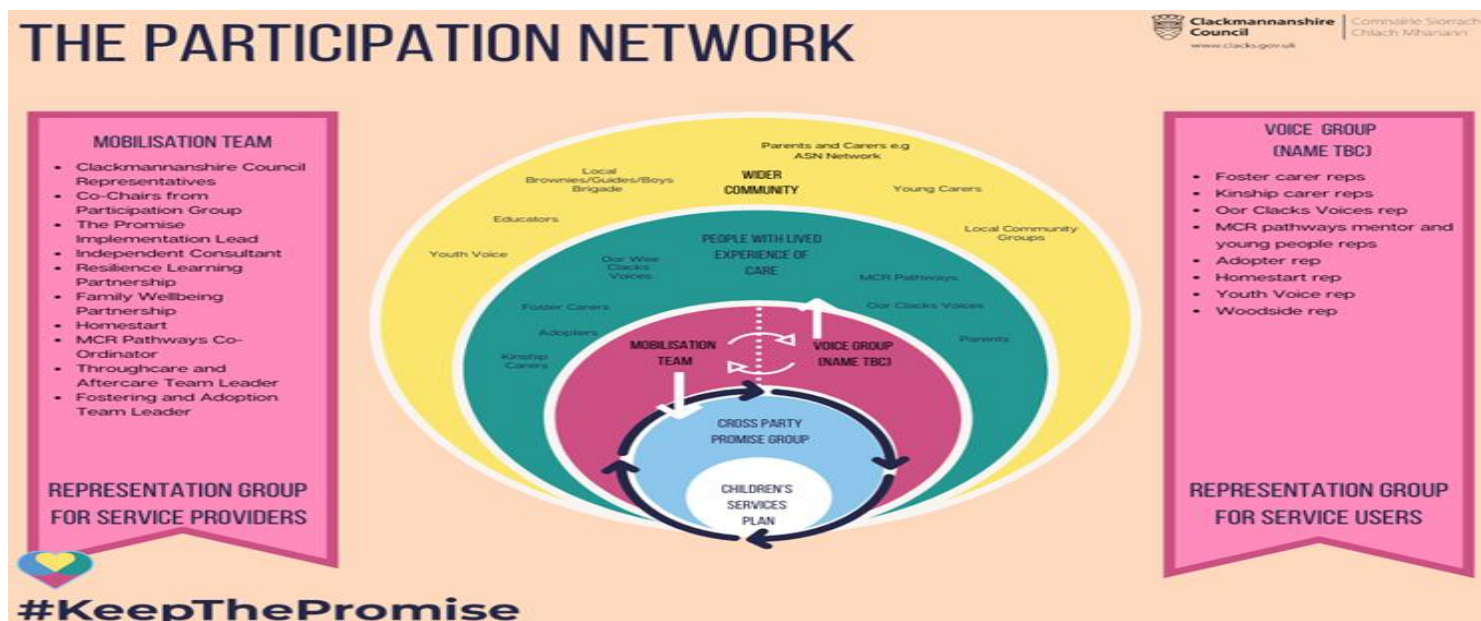 THE PARTICIPATION NETWORK
Clackmannanshire
Council
www.clacks.gov.uk
Comhairle Siorrachd
Chlach Mhanann
MOBILISATION TEAM
• Clackmannanshire Council
Representatives
• Co-Chairs from
Participation Group
• The Promise
Implementation Lead
• Independent Consultant
• Resilience Learning
Partnership
• Family Wellbeing
Partnership
• Homestart
• MCR Pathways Co-
Ordinator
• Throughcare and
Aftercare Team Leader
• Fostering and Adoption
Team Leader
REPRESENTATION GROUP
FOR SERVICE PROVIDERS
Parents and Carers e.g
ASN Network
Local
Brownies/Guides/Boys
Brigade
WIDER
COMMUNITY
Young Carers
Educators
Local Community
Groups
Youth Voice
PEOPLE WITH LIVED
EXPERIENCE OF
CARE
Oor Wee
Clacks
Voices
MCR Pathways
Foster Carers
Oor Clacks Voices
Adopters
Parents
Kinship
Carers
MOBILISATION
TEAM
VOICE GROUP
(NAME TBC)
CROSS PARTY
PROMISE GROUP
CHILDREN'S
SERVICES
PLAN
VOICE GROUP
(NAME TBC)
• Foster carer reps
• Kinship carer reps
• Oor Clacks Voices rep
• MCR pathways mentor and
young people reps
• Adopter rep
• Homestart rep
• Youth Voice rep
• Woodside rep
REPRESENTATION GROUP
FOR SERVICE USERS
#KeepThePromise